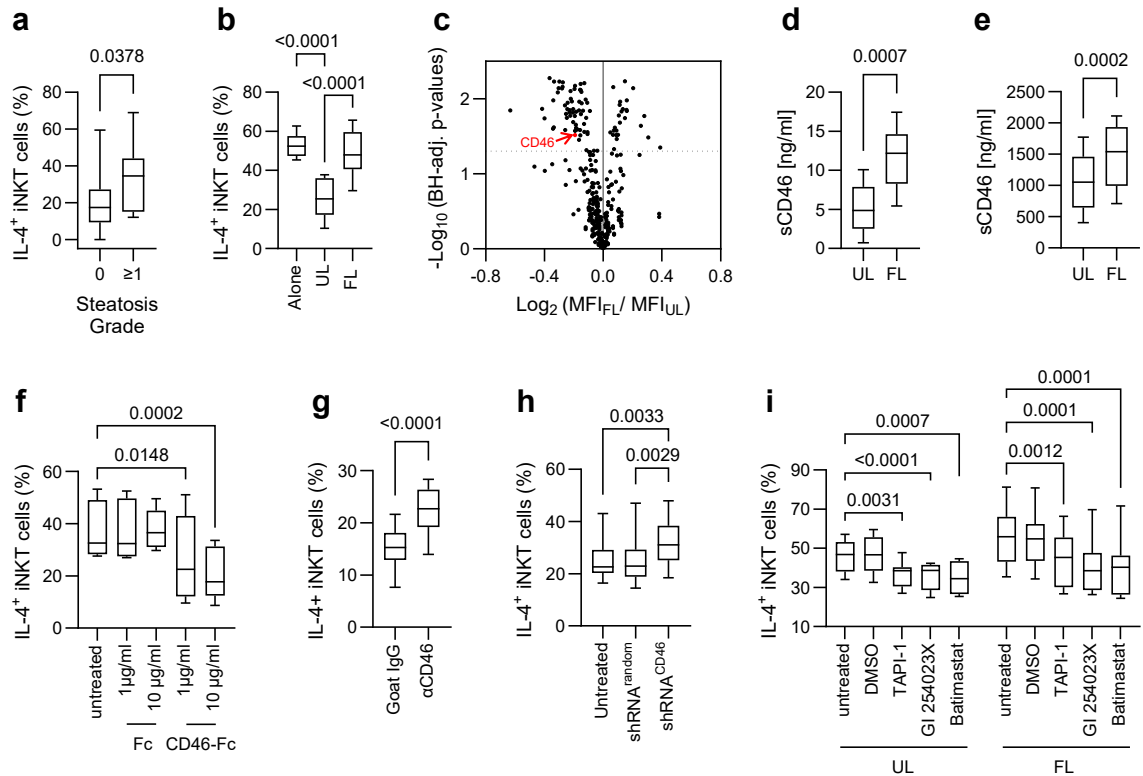 a
0.0378
IL-4+ iNKT cells (%)
80
60
40
20
0
0
≥1
Steatosis
Grade
b
<0.0001
<0.0001
IL-4+ iNKT cells (%)
80
60
40
20
0
Alone
UL
FL
c
-Log10 (BH-adj. p-values)
2
1
0
CD46
-0.8
-0.4
0.0
0.4
0.8
Log2 (MFIFL/ MFIUL)
d
0.0007
sCD46 [ng/ml]
20
15
10
5
0
UL
FL
e
0.0002
sCD46 [ng/ml]
2500
2000
1500
1000
500
0
UL
FL
f
0.0002
0.0148
IL-4+ iNKT cells (%)
60
40
20
0
untreated
1µg/ml
10 µg/ml
1µg/ml
10 µg/ml
Fc
CD46-Fc
g
<0.0001
IL-4+ iNKT cells (%)
30
20
10
0
Goat IgG
αCD46
h
0.0033
0.0029
IL-4+ iNKT cells (%)
60
40
20
0
Untreated
shRNArandom
shRNACD46
i
0.0007
<0.0001
0.0031
0.0001
0.0001
0.0012
IL-4+ iNKT cells (%)
90
70
50
30
10
untreated
DMSO
TAPI-1
GI 254023X
Batimastat
UL
untreated
DMSO
TAPI-1
GI 254023X
Batimastat
FL